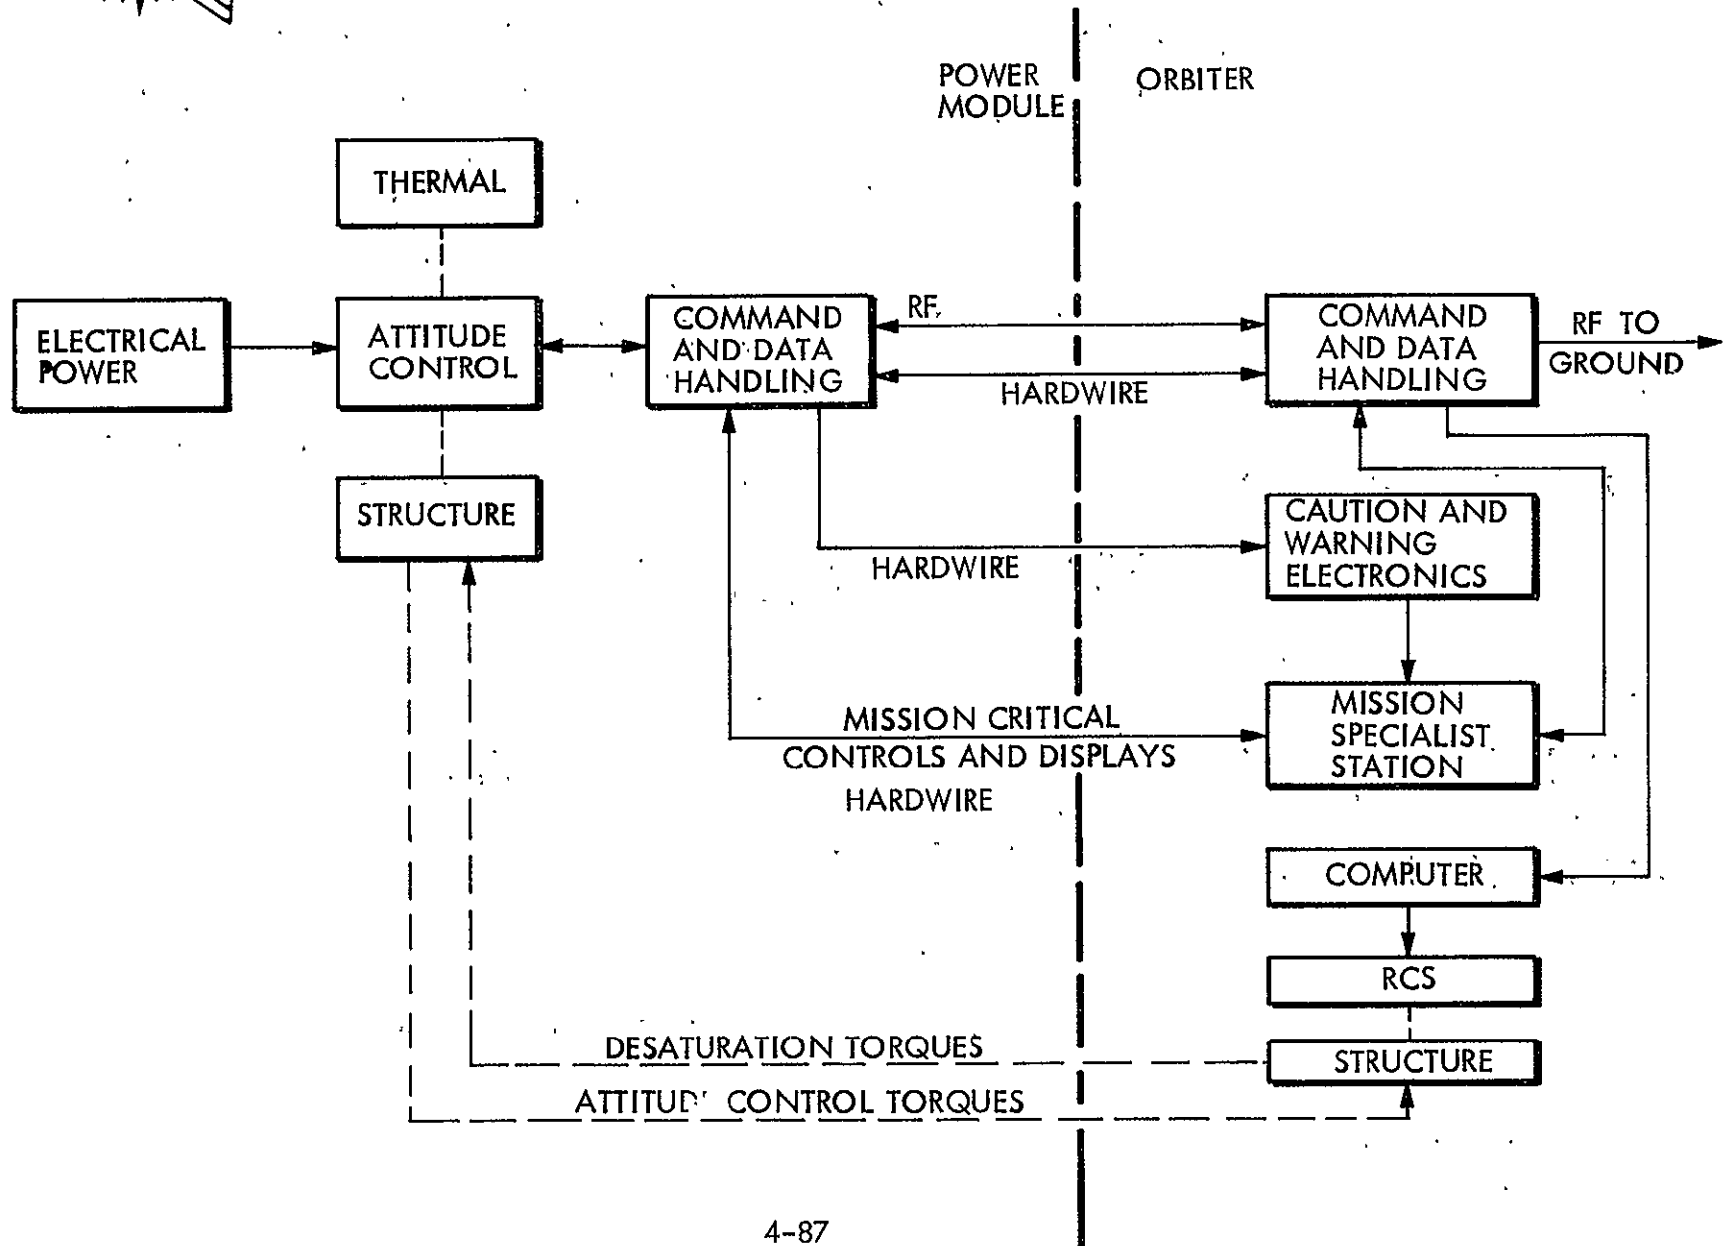 POWER
MODULE
ORBITER
THERMAL
ELECTRICAL
POWER
ATTITUDE
CONTROL
COMMAND
AND DATA
HANDLING
RF
HARDWIRE
COMMAND
AND DATA
HANDLING
RF TO
GROUND
STRUCTURE
HARDWIRE
CAUTION AND
WARNING
ELECTRONICS
MISSION CRITICAL
CONTROLS AND DISPLAYS
HARDWIRE
MISSION
SPECIALIST
STATION
COMPUTER
RCS
DESATURATION TORQUES
STRUCTURE
CONTROL TORQUES
4-87